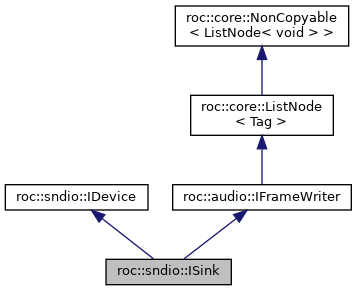 roc::core::NonCopyable
< ListNode< void > >
roc::core::ListNode
< Tag >
roc::sndio::IDevice
roc::audio::IFrameWriter
roc::sndio::ISink